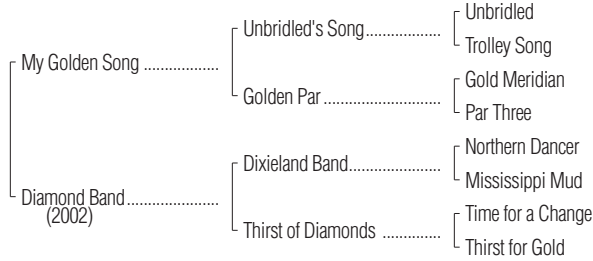 Unbridled
Unbridled's Song..................
Trolley Song
My Golden Song ..................
Gold Meridian
Golden Par............................
Par Three
Northern Dancer
Dixieland Band......................
Mississippi Mud
Diamond Band......................
(2002)
Time for a Change
Thirst of Diamonds ..............
Thirst for Gold